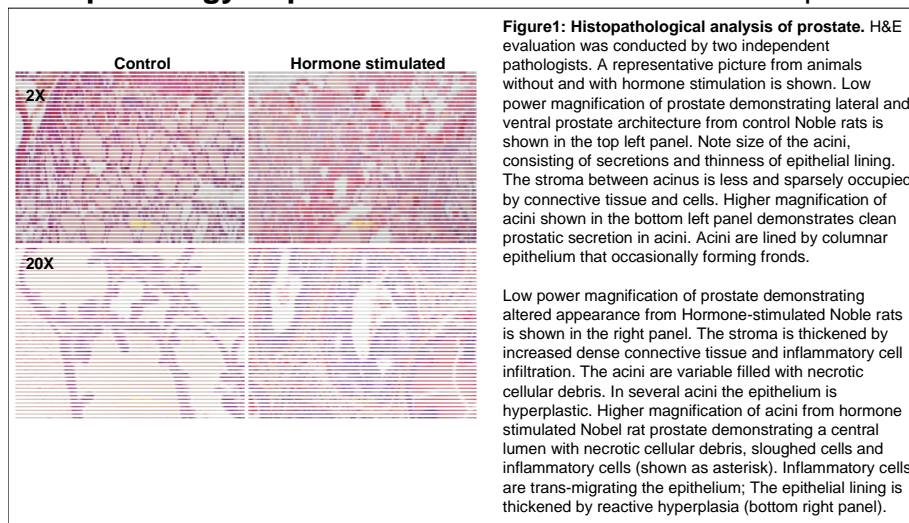 Control
Hormone stimulated
2X
20X
Figure1: Histopathological analysis of prostate. H&E
evaluation was conducted by two independent
pathologists. A representative picture from animals
without and with hormone stimulation is shown. Low
power magnification of prostate demonstrating lateral and
ventral prostate architecture from control Noble rats is
shown in the top left panel. Note size of the acini,
consisting of secretions and thinness of epithelial lining.
The stroma between acinus is less and sparsely occupied
by connective tissue and cells. Higher magnification of
acini shown in the bottom left panel demonstrates clean
prostatic secretion in acini. Acini are lined by columnar
epithelium that occasionally forming fronds.
Low power magnification of prostate demonstrating
altered appearance from Hormone-stimulated Noble rats
is shown in the right panel. The stroma is thickened by
increased dense connective tissue and inflammatory cell
infiltration. The acini are variable filled with necrotic
cellular debris. In several acini the epithelium is
hyperplastic. Higher magnification of acini from hormone
stimulated Nobel rat prostate demonstrating a central
lumen with necrotic cellular debris, sloughed cells and
inflammatory cells (shown as asterisk). Inflammatory cells
are trans-migrating the epithelium; The epithelial lining is
thickened by reactive hyperplasia (bottom right panel).